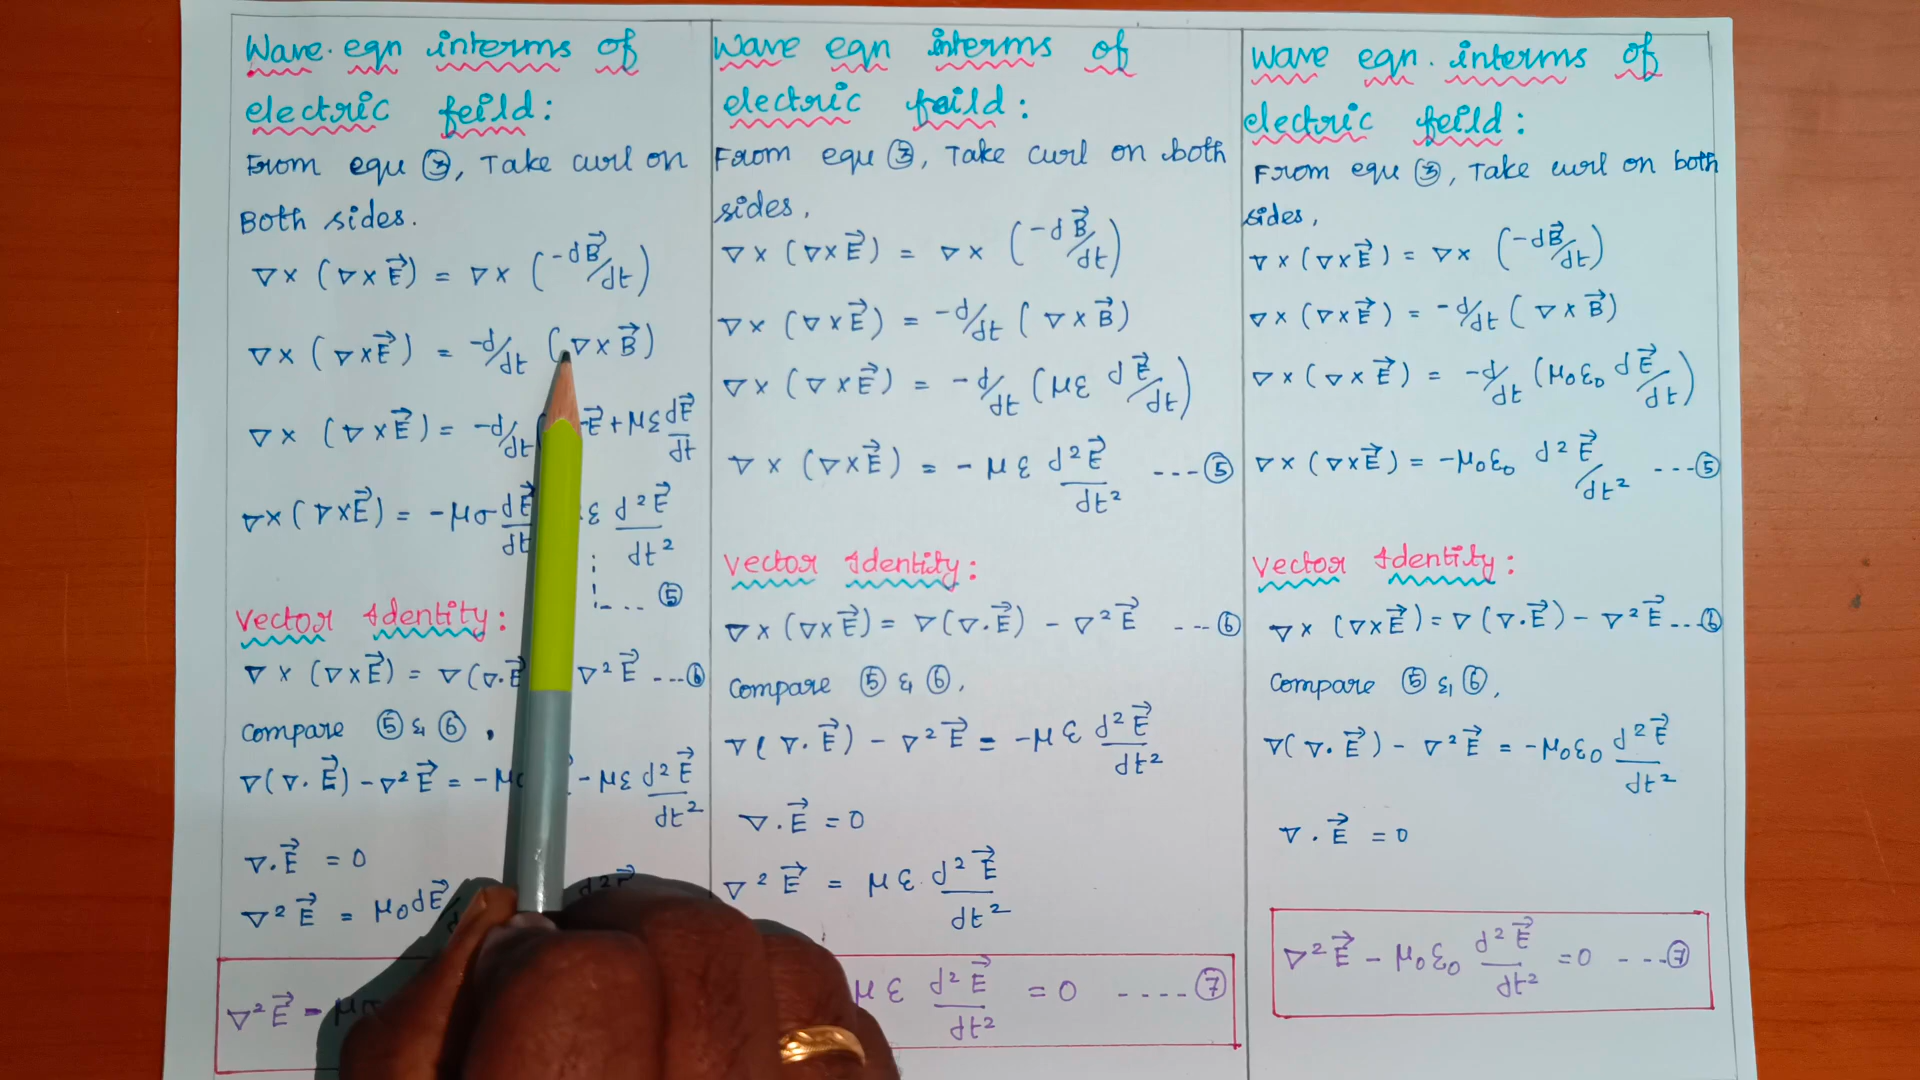 Wave eqn interms of
electric feild:
From equ ③, Take curl on
Both sides.
∇ × (∇ × E⃗) = ∇ × (-dB⃗/dt)
∇ × (∇ × E⃗) = -d/dt (∇ × B⃗)
∇ × (∇ × E⃗) = -d/dt ( E⃗ + με dE⃗/dt
∇ × (∇ × E⃗) = -μσ dE⃗/dt ε d²E⃗/dt²
--- ⑤
Vector Identity:
∇ × (∇ × E⃗) = ∇(∇.E⃗ ∇²E⃗ ---⑥
Compare ⑤ & ⑥,
∇(∇.E⃗) - ∇²E⃗ = -μσ - με d²E⃗/dt²
∇.E⃗ = 0
∇²E⃗ = μσ dE⃗/ d²E⃗
∇²E⃗ - μσ
Wave eqn interms of
electric feild:
From equ ③, Take curl on both
sides,
∇ × (∇ × E⃗) = ∇ × (-dB⃗/dt)
∇ × (∇ × E⃗) = -d/dt (∇ × B⃗)
∇ × (∇ × E⃗) = -d/dt (με dE⃗/dt)
∇ × (∇ × E⃗) = - με d²E⃗/dt² ---⑤
Vector Identity:
∇ × (∇ × E⃗) = ∇(∇.E⃗) - ∇²E⃗ ---⑥
Compare ⑤ & ⑥,
∇(∇.E⃗) - ∇²E⃗ = -με d²E⃗/dt²
∇.E⃗ = 0
∇²E⃗ = με d²E⃗/dt²
με d²E⃗/dt² = 0 ----⑦
Wave eqn. interms of
electric feild:
From equ ③, Take curl on both
sides,
∇ × (∇ × E⃗) = ∇ × (-dB⃗/dt)
∇ × (∇ × E⃗) = -d/dt (∇ × B⃗)
∇ × (∇ × E⃗) = -d/dt (μ₀ε₀ dE⃗/dt)
∇ × (∇ × E⃗) = -μ₀ε₀ d²E⃗/dt² ---⑤
Vector Identity:
∇ × (∇ × E⃗) = ∇(∇.E⃗) - ∇²E⃗ ---⑥
Compare ⑤ & ⑥,
∇(∇.E⃗) - ∇²E⃗ = -μ₀ε₀ d²E⃗/dt²
∇.E⃗ = 0
∇²E⃗ - μ₀ε₀ d²E⃗/dt² = 0 ---⑦